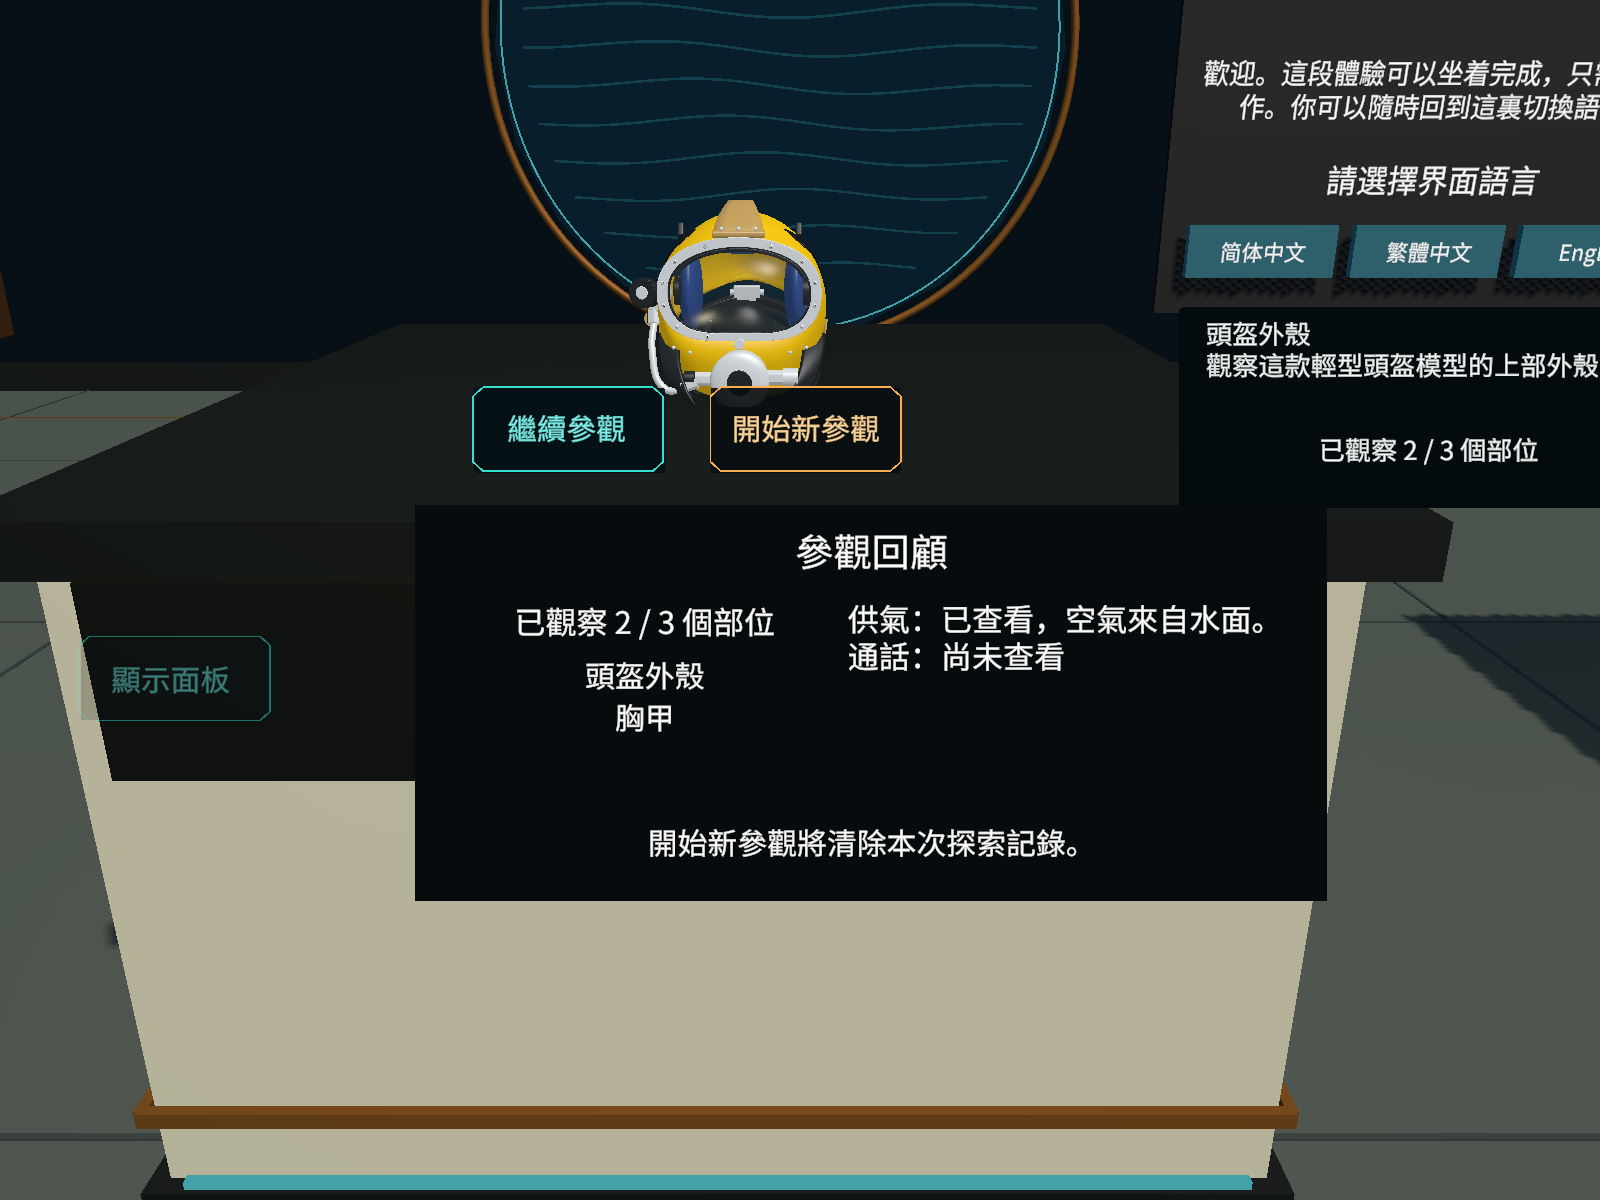 歡迎。這段體驗可以坐着完成，只
作。你可以隨時回到這裏切換語
請選擇界面語言
简体中文
繁體中文
Engl
頭盔外殼
觀察這款輕型頭盔模型的上部外殼
已觀察 2 / 3 個部位
繼續參觀
開始新參觀
參觀回顧
已觀察 2 / 3 個部位
頭盔外殼
胸甲
供氣：已查看，空氣來自水面。
通話：尚未查看
開始新參觀將清除本次探索記錄。
顯示面板